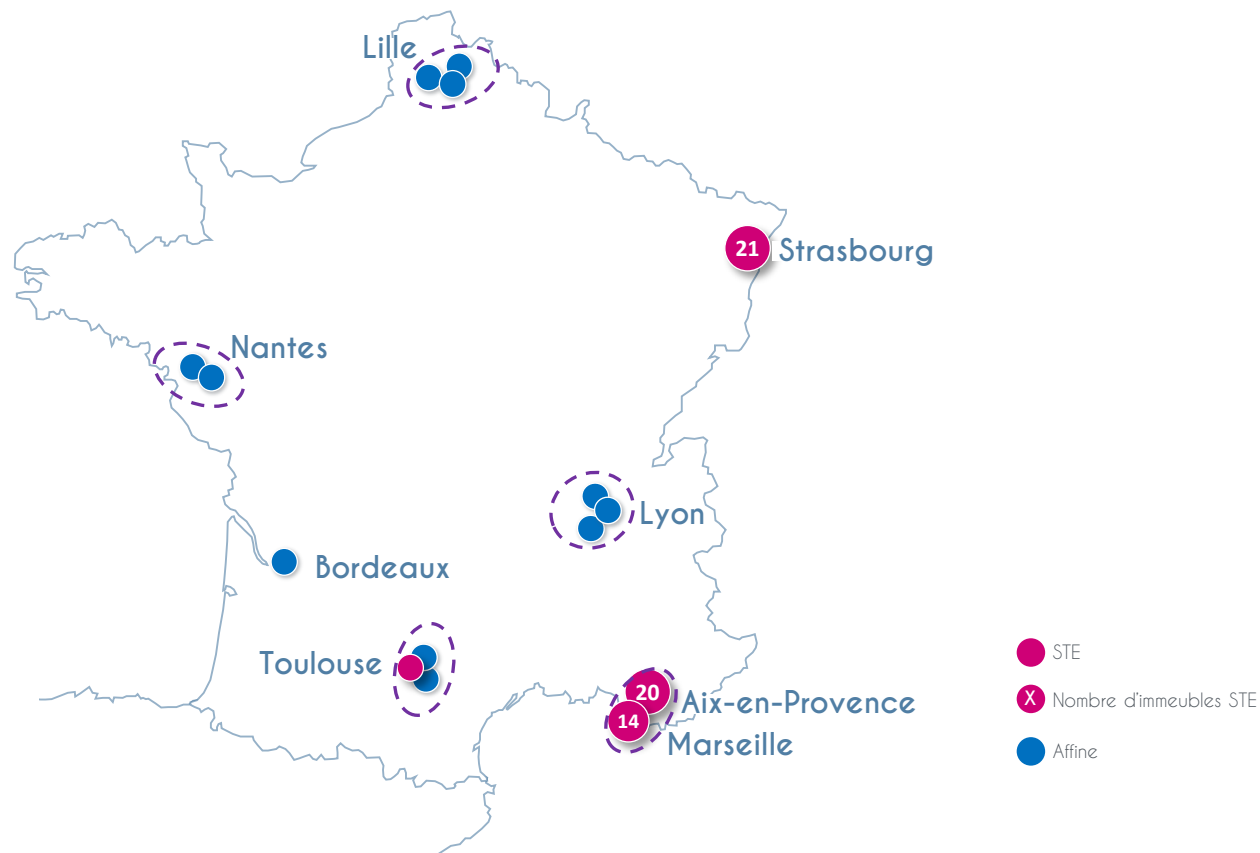 Lille
21
Strasbourg
Nantes
Lyon
Bordeaux
Toulouse
20
Aix-en-Provence
14
Marseille
STE
X
Nombre d'immeubles STE
Affine